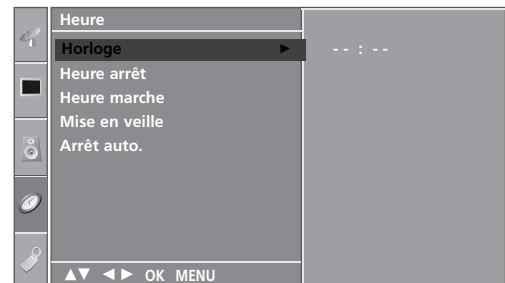 Heure
Horloge ► -- : --
Heure arrêt
Heure marche
Mise en veille
Arrêt auto.
▲▼ ◄► OK MENU